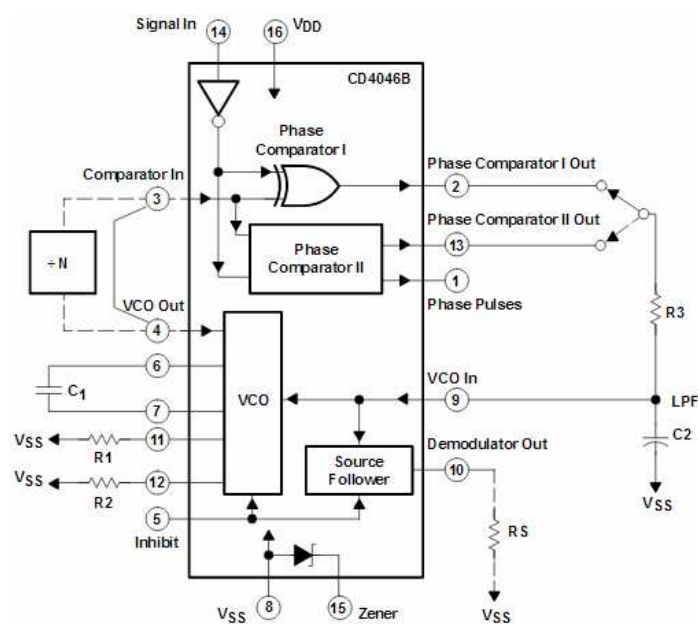 Signal In
14
16
VDD
CD4046B
Phase
Comparator I
Comparator In
3
Phase Comparator I Out
2
Phase Comparator II Out
13
÷N
Phase
Comparator II
1
Phase Pulses
R3
VCO Out
4
6
C1
VCO
VCO In
9
LPF
7
C2
VSS
R1
11
Demodulator Out
Source
Follower
10
VSS
R2
12
VSS
5
Inhibit
RS
VSS
8
15
Zener
VSS